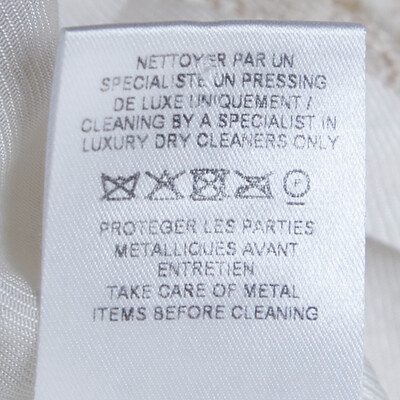 NETTOYER PAR UN
SPECIALISTE UN PRESSING
DE LUXE UNIQUEMENT /
CLEANING BY A SPECIALIST IN
LUXURY DRY CLEANERS ONLY
P
PROTEGER LES PARTIES
METALLIQUES AVANT
ENTRETIEN
TAKE CARE OF METAL
ITEMS BEFORE CLEANING